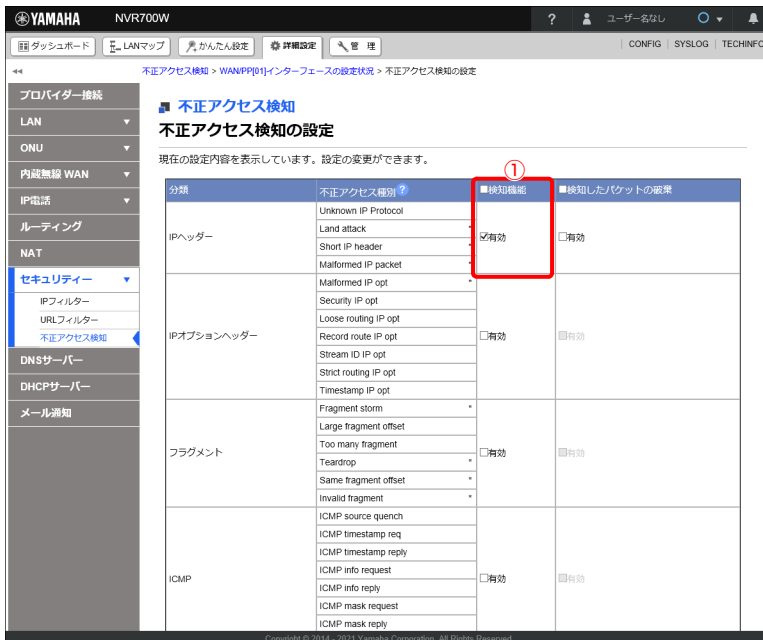 YAMAHA NVR700W ? ユーザー名なし
ダッシュボード LANマップ かんたん設定 詳細設定 管 理 CONFIG SYSLOG TECHINFO
不正アクセス検知 > WAN/PP[01]インターフェースの設定状況 > 不正アクセス検知の設定
プロバイダー接続
LAN
ONU
内蔵無線 WAN
IP電話
ルーティング
NAT
セキュリティー
IPフィルター
URLフィルター
不正アクセス検知
DNSサーバー
DHCPサーバー
メール通知
不正アクセス検知
不正アクセス検知の設定
現在の設定内容を表示しています。設定の変更ができます。
①
分類 不正アクセス種別 ? ■検知機能 ■検知したパケットの破棄
IPヘッダー
Unknown IP Protocol
Land attack *
Short IP header *
Malformed IP packet *
有効 有効
IPオプションヘッダー
Malformed IP opt *
Security IP opt
Loose routing IP opt
Record route IP opt
Stream ID IP opt
Strict routing IP opt
Timestamp IP opt
有効 有効
フラグメント
Fragment storm *
Large fragment offset
Too many fragment
Teardrop *
Same fragment offset *
Invalid fragment *
有効 有効
ICMP
ICMP source quench
ICMP timestamp req
ICMP timestamp reply
ICMP info request
ICMP info reply
ICMP mask request
ICMP mask reply
有効 有効
Copyright © 2014 - 2021 Yamaha Corporation. All Rights Reserved.